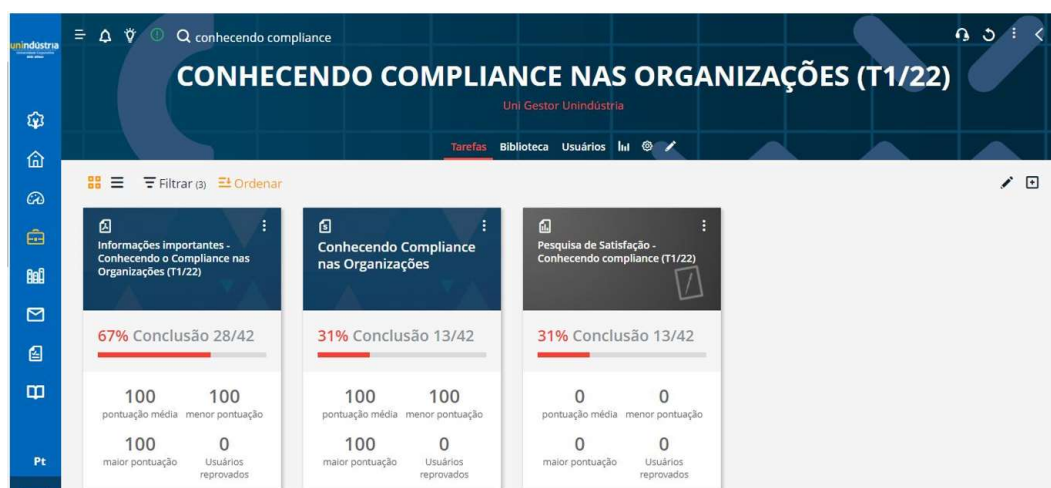 unindústria
conhecendo compliance
CONHECENDO COMPLIANCE NAS ORGANIZAÇÕES (T1/22)
Uni Gestor Unindústria
Tarefas Biblioteca Usuários
Filtrar (3) Ordenar
Informações importantes -
Conhecendo o Compliance nas
Organizações (T1/22)
67% Conclusão 28/42
100 100
pontuação média menor pontuação
100 0
maior pontuação Usuários
reprovados
Conhecendo Compliance
nas Organizações
31% Conclusão 13/42
100 100
pontuação média menor pontuação
100 0
maior pontuação Usuários
reprovados
Pesquisa de Satisfação -
Conhecendo compliance (T1/22)
31% Conclusão 13/42
0 0
pontuação média menor pontuação
0 0
maior pontuação Usuários
reprovados
Pt